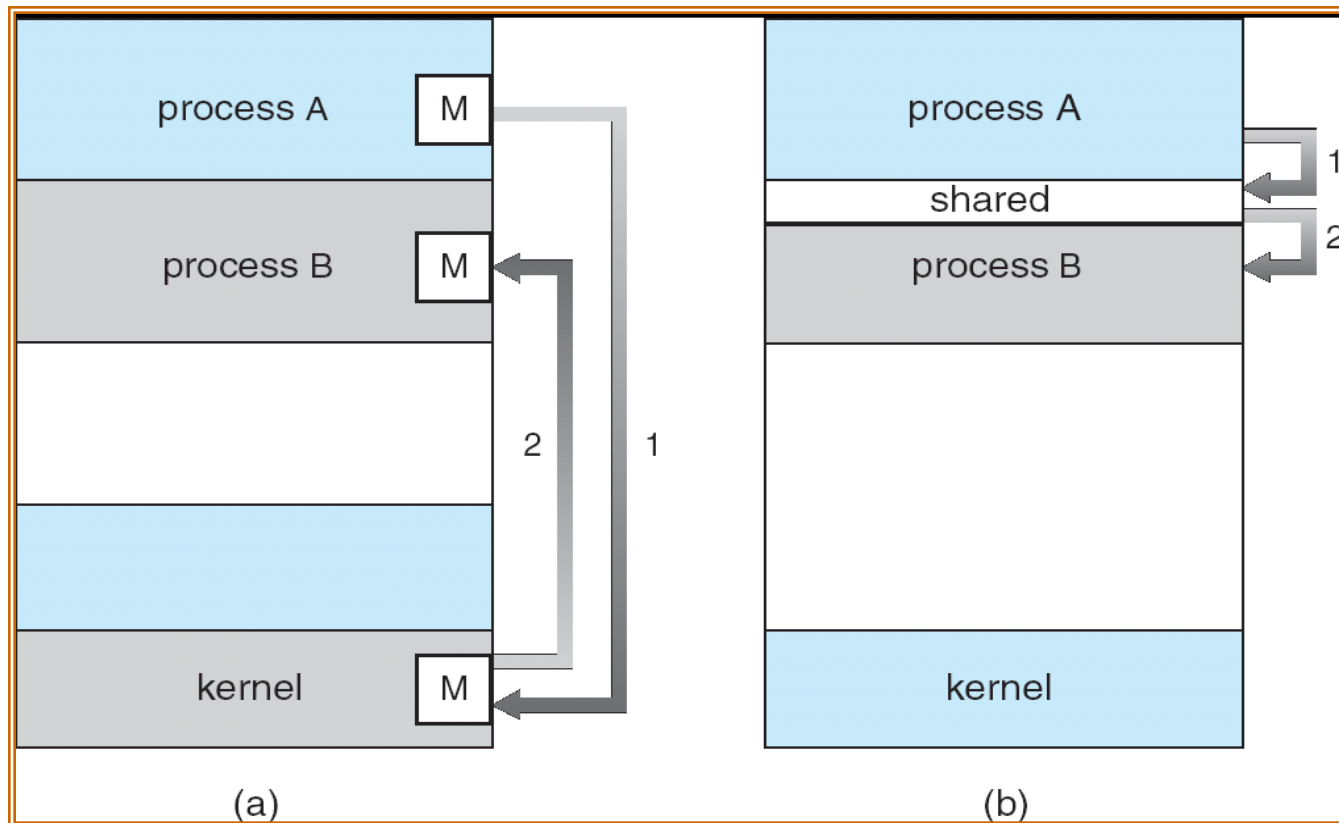 process A
M
process B
M
2
1
kernel
M
(a)
process A
1
shared
2
process B
kernel
(b)